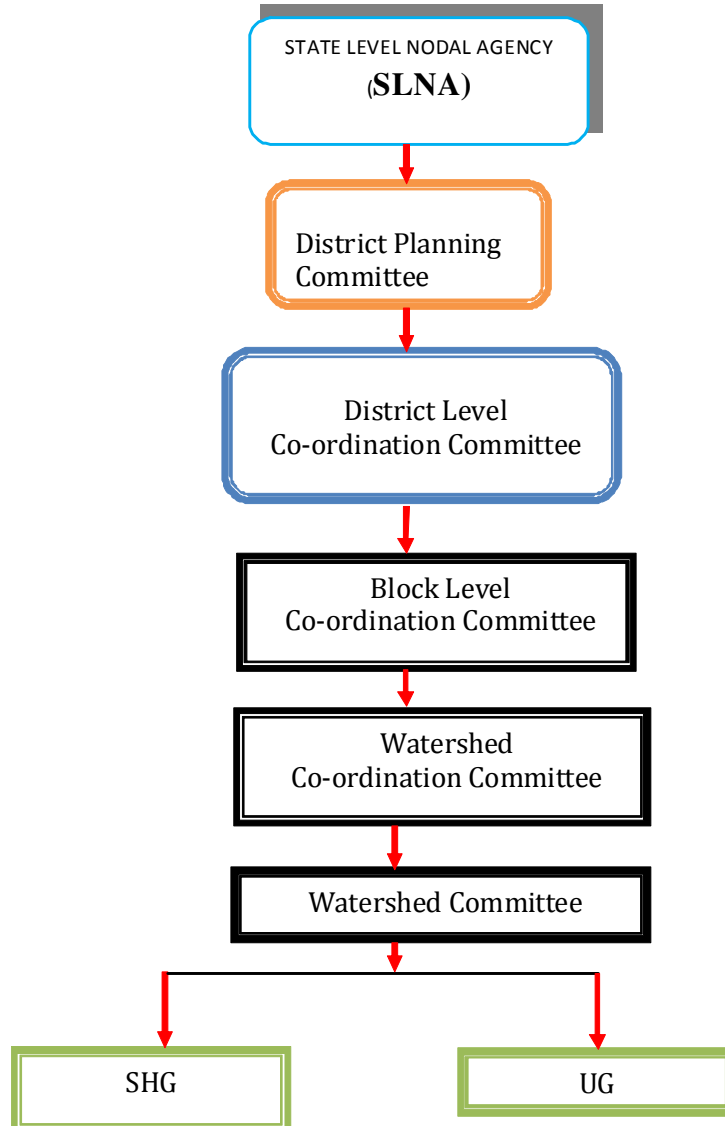 STATE LEVEL NODAL AGENCY
(SLNA)
District Planning
Committee
District Level
Co-ordination Committee
Block Level
Co-ordination Committee
Watershed
Co-ordination Committee
Watershed Committee
SHG
UG